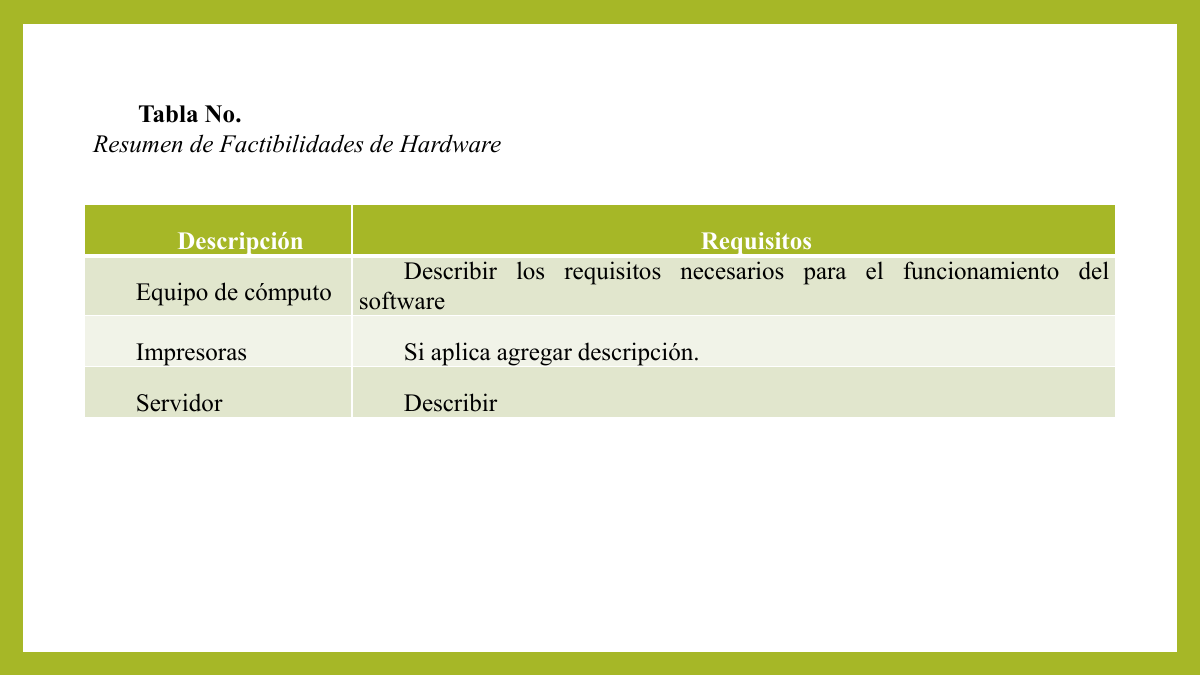 Tabla No.
Resumen de Factibilidades de Hardware
Descripción
Requisitos
Equipo de cómputo
Describir los requisitos necesarios para el funcionamiento del
software
Impresoras
Si aplica agregar descripción.
Servidor
Describir